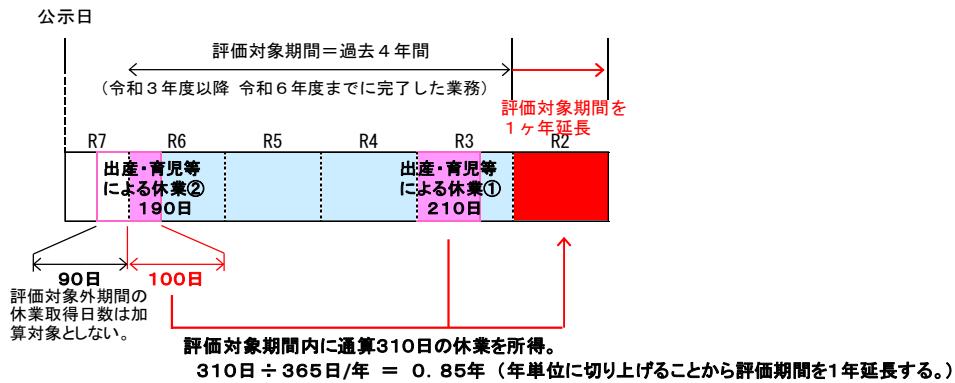 公示日
評価対象期間＝過去４年間
（令和３年度以降 令和６年度までに完了した業務）
評価対象期間を
１ヶ年延長
R7
R6
R5
R4
R3
R2
出産・育児等
による休業②
190日
出産・育児等
による休業①
210日
90日
100日
評価対象外期間の
休業取得日数は加
算対象としない。
評価対象期間内に通算310日の休業を所得。
310日÷365日/年 ＝ 0．85年（年単位に切り上げることから評価期間を1年延長する。）